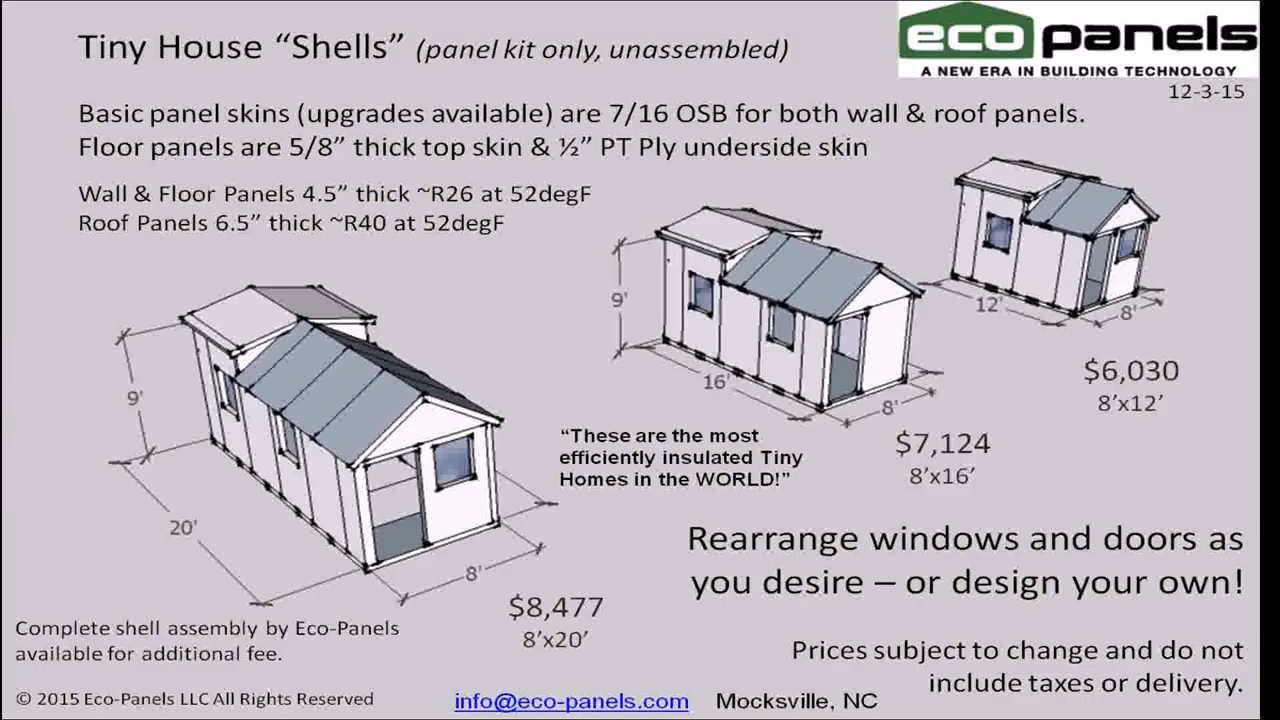 Tiny House “Shells” (panel kit only, unassembled)
eco panels
A NEW ERA IN BUILDING TECHNOLOGY
12-3-15
Basic panel skins (upgrades available) are 7/16 OSB for both wall & roof panels.
Floor panels are 5/8” thick top skin & ½” PT Ply underside skin
Wall & Floor Panels 4.5” thick ~R26 at 52degF
Roof Panels 6.5” thick ~R40 at 52degF
12'
8'
$6,030
8’x12’
9'
16'
8'
$7,124
8’x16’
9'
20'
8'
$8,477
8’x20’
“These are the most
efficiently insulated Tiny
Homes in the WORLD!”
Rearrange windows and doors as
you desire – or design your own!
Complete shell assembly by Eco-Panels
available for additional fee.
Prices subject to change and do not
include taxes or delivery.
© 2015 Eco-Panels LLC All Rights Reserved
info@eco-panels.com Mocksville, NC